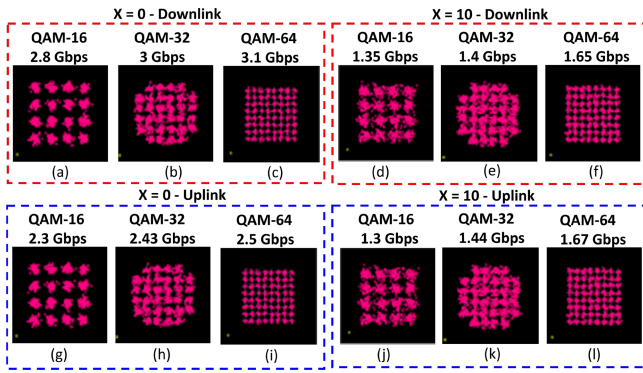 X = 0 - Downlink
X = 10 - Downlink
QAM-16 QAM-32 QAM-64 QAM-16 QAM-32 QAM-64
2.8 Gbps 3 Gbps 3.1 Gbps 1.35 Gbps 1.4 Gbps 1.65 Gbps
(a) (b) (c) (d) (e) (f)
X = 0 - Uplink
X = 10 - Uplink
QAM-16 QAM-32 QAM-64 QAM-16 QAM-32 QAM-64
2.3 Gbps 2.43 Gbps 2.5 Gbps 1.3 Gbps 1.44 Gbps 1.67 Gbps
(g) (h) (i) (j) (k) (l)